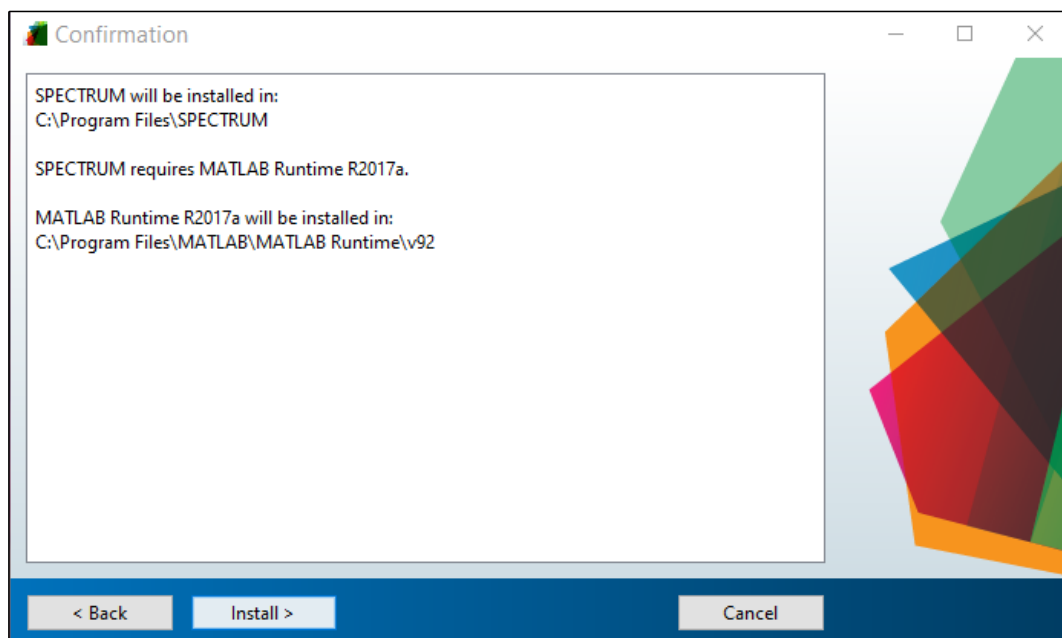 Confirmation
SPECTRUM will be installed in:
C:\Program Files\SPECTRUM
SPECTRUM requires MATLAB Runtime R2017a.
MATLAB Runtime R2017a will be installed in:
C:\Program Files\MATLAB\MATLAB Runtime\v92
< Back
Install >
Cancel